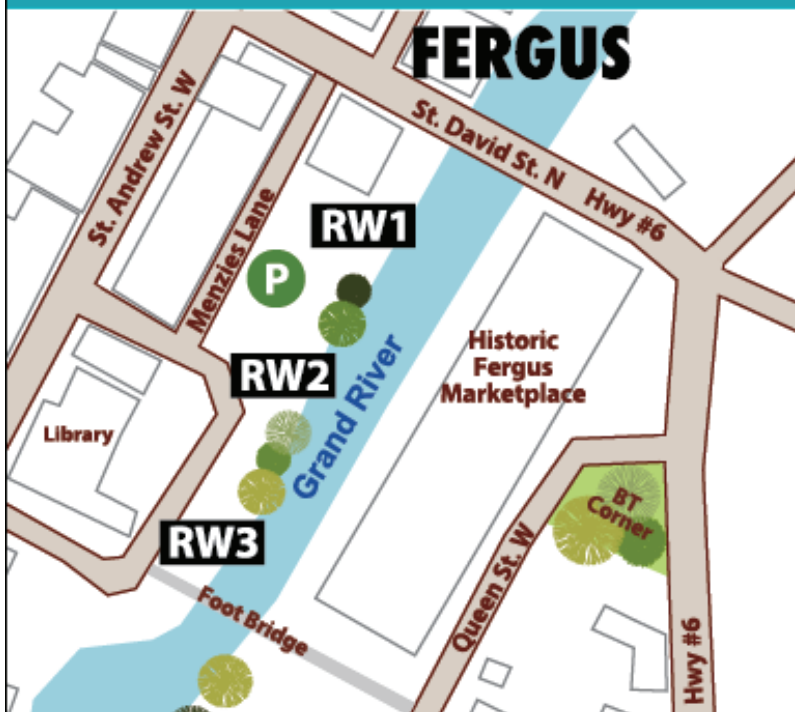 FERGUS
St. David St. N Hwy #6
St. Andrew St. W
Menzies Lane
RW1
P
Historic
Fergus
Marketplace
RW2
Grand River
Library
BT
Corner
RW3
Queen St. W
Foot Bridge
Hwy #6